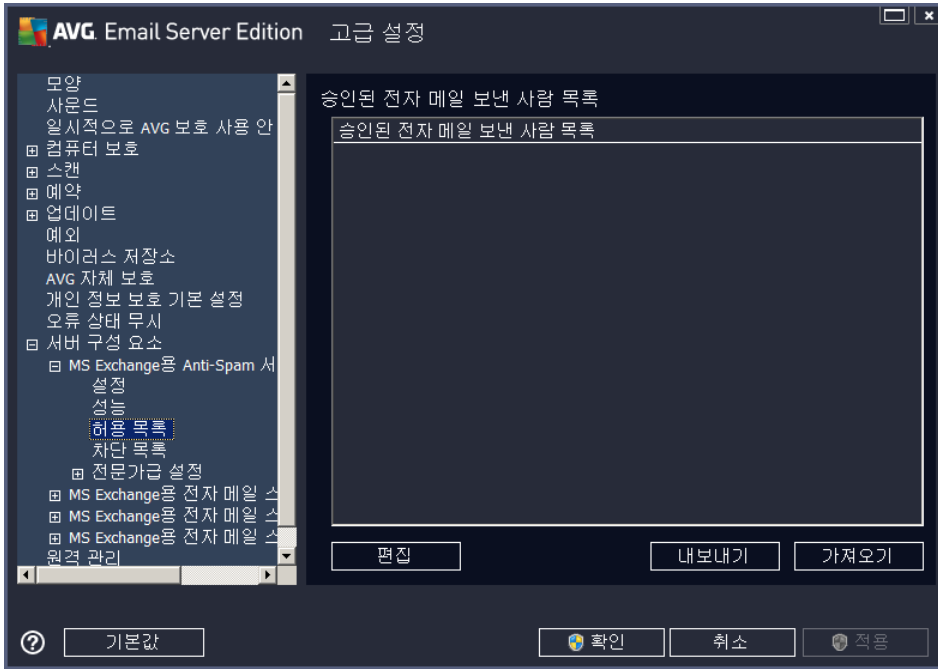 AVG. Email Server Edition 고급 설정
모양
사운드
일시적으로 AVG 보호 사용 안
컴퓨터 보호
스캔
예약
업데이트
예외
바이러스 저장소
AVG 자체 보호
개인 정보 보호 기본 설정
오류 상태 무시
서버 구성 요소
MS Exchange용 Anti-Spam 서
설정
성능
허용 목록
차단 목록
전문가급 설정
MS Exchange용 전자 메일 스
MS Exchange용 전자 메일 스
MS Exchange용 전자 메일 스
원격 관리
승인된 전자 메일 보낸 사람 목록
승인된 전자 메일 보낸 사람 목록
편집 내보내기 가져오기
기본값 확인 취소 적용